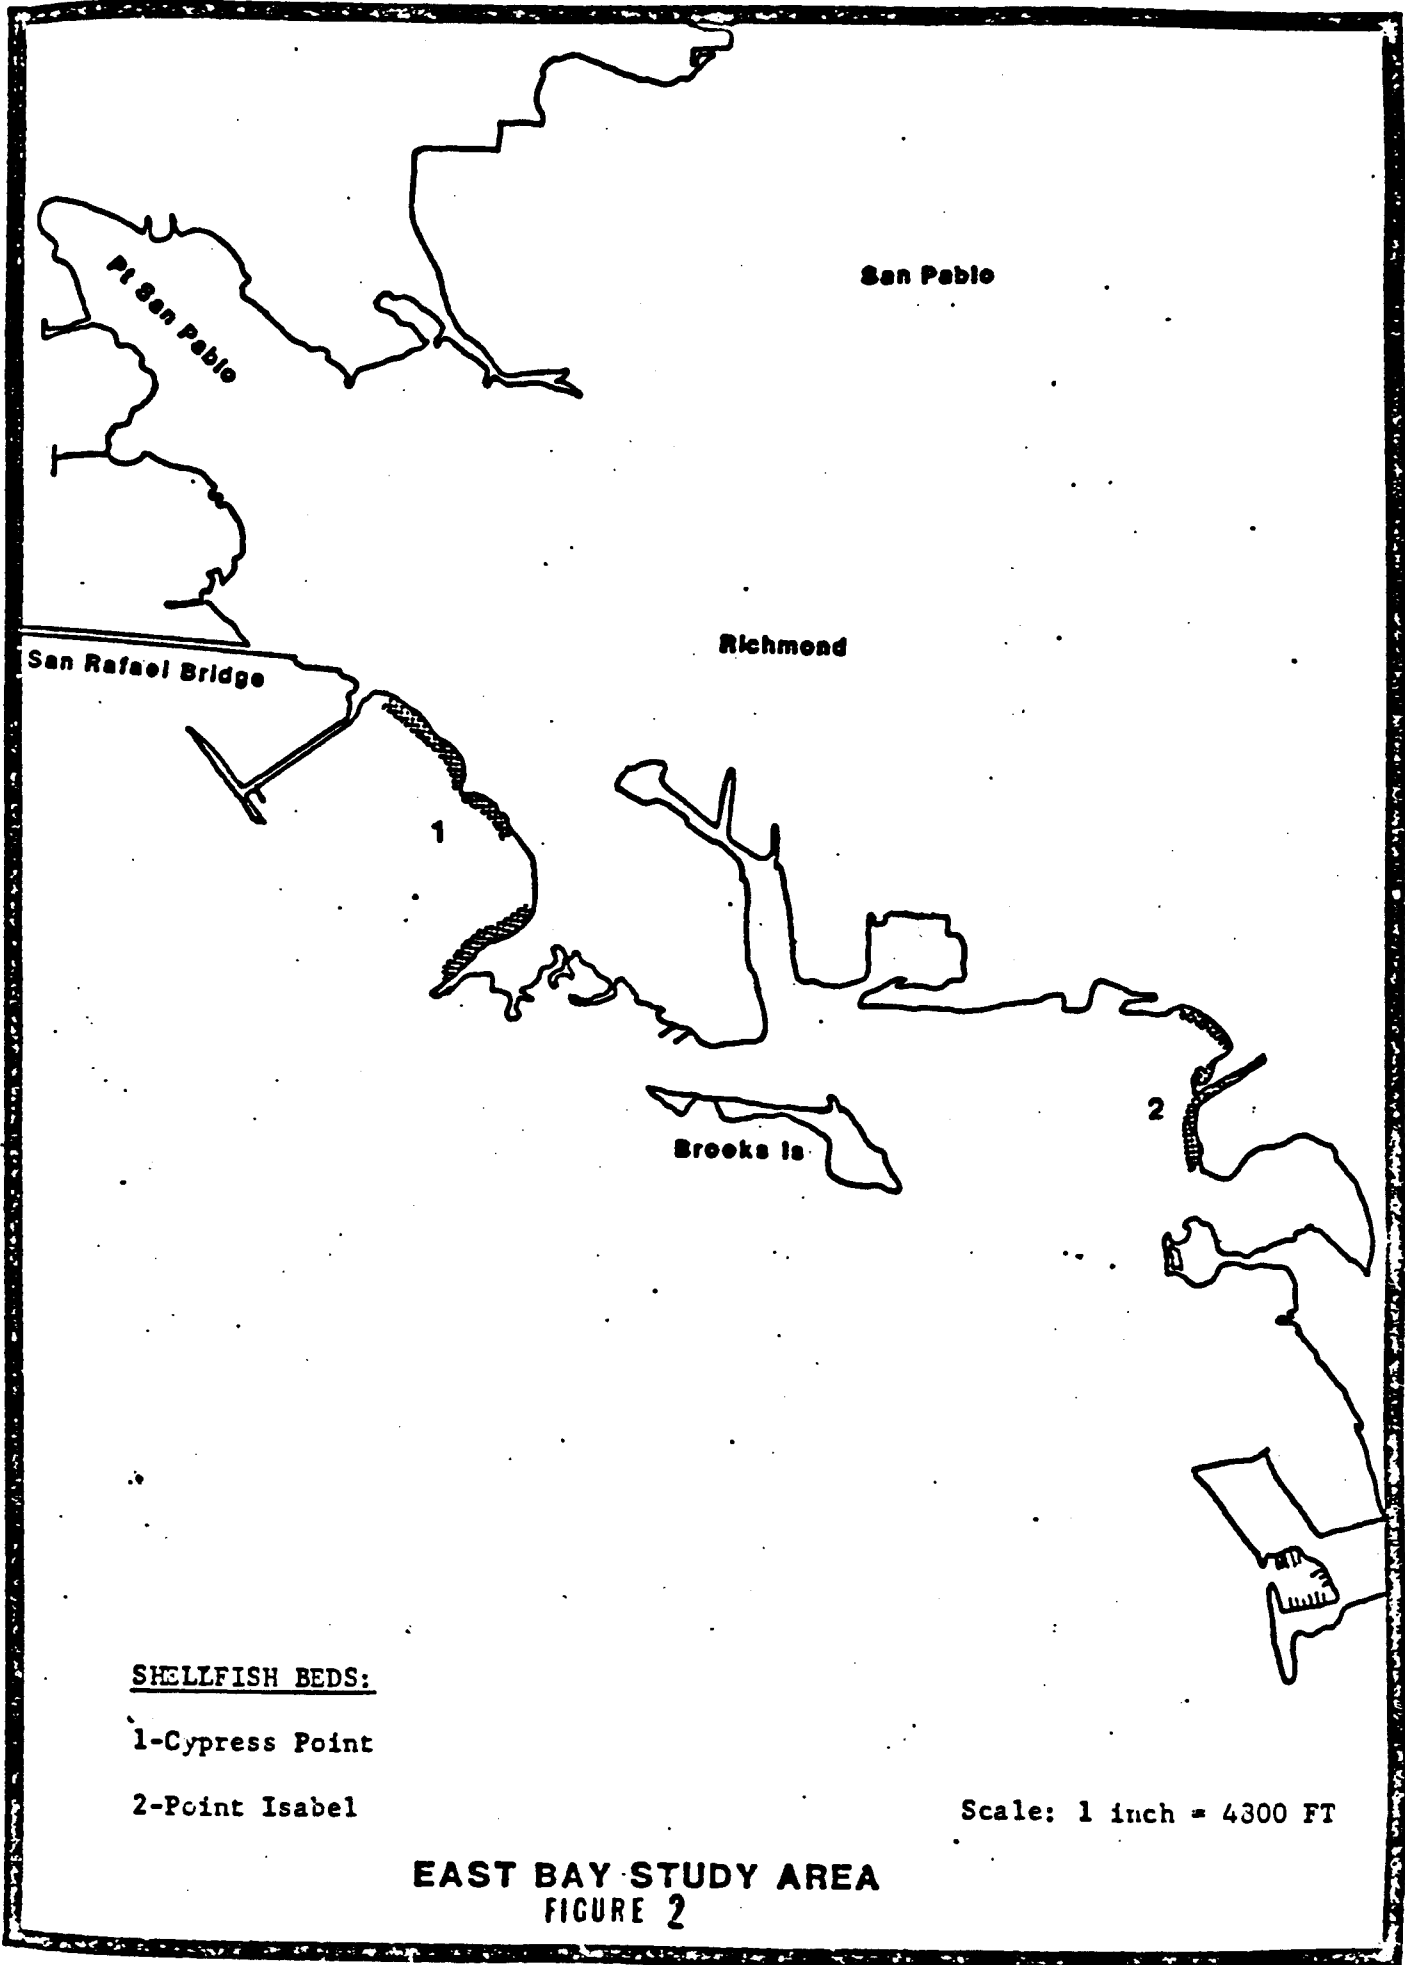 San Pablo
Pt San Pablo
Richmond
San Rafael Bridge
1
2
Brooks Is
SHELLFISH BEDS:
1-Cypress Point
2-Point Isabel
Scale: 1 inch = 4300 FT
EAST BAY STUDY AREA
FIGURE 2